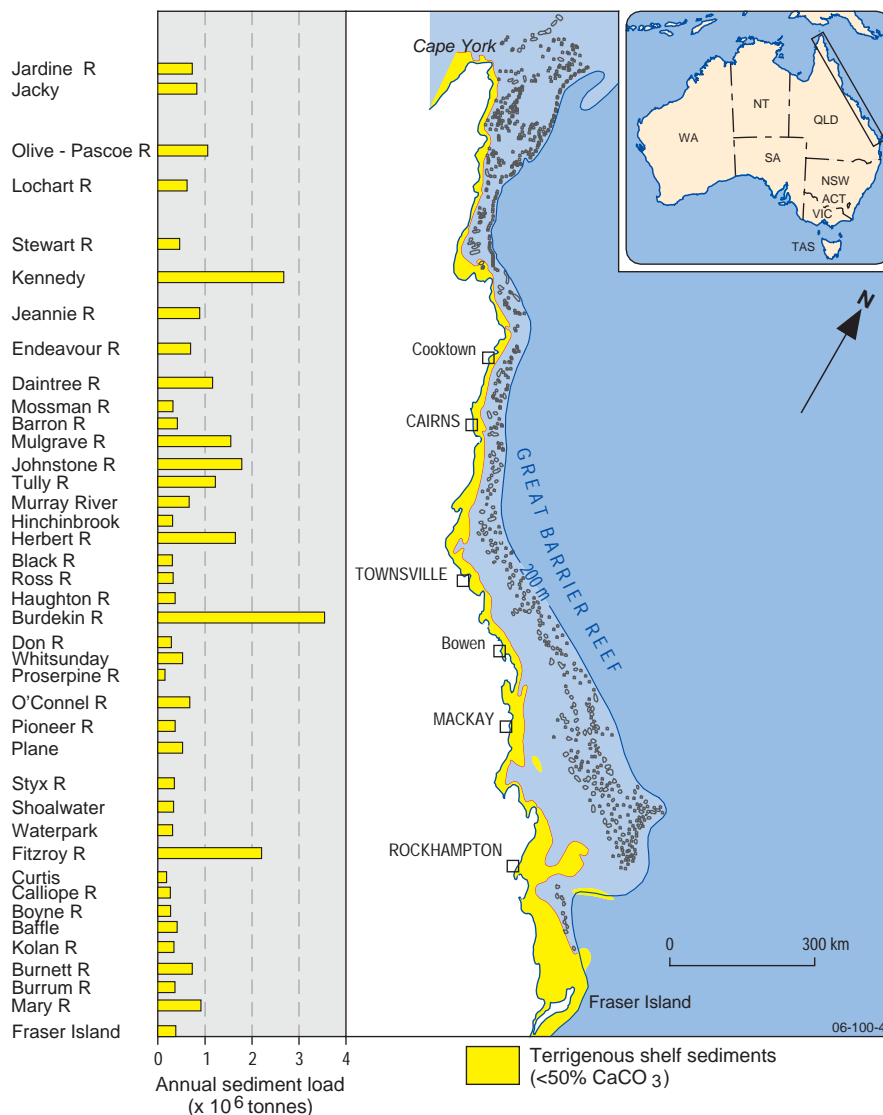 Jardine R
Jacky
Olive - Pascoe R
Lochart R
Stewart R
Kennedy
Jeannie R
Endeavour R
Daintree R
Mossman R
Barron R
Mulgrave R
Johnstone R
Tully R
Murray River
Hinchinbrook
Herbert R
Black R
Ross R
Haughton R
Burdekin R
Don R
Whitsunday
Proserpine R
O'Connel R
Pioneer R
Plane
Styx R
Shoalwater
Waterpark
Fitzroy R
Curtis
Calliope R
Boyne R
Baffle
Kolan R
Burnett R
Burrum R
Mary R
Fraser Island
0 1 2 3 4
Annual sediment load
(x 10⁶ tonnes)
Cape York
Cooktown
CAIRNS
TOWNSVILLE
Bowen
MACKAY
ROCKHAMPTON
Fraser Island
GREAT BARRIER REEF
200m
WA
NT
QLD
SA
NSW
ACT
VIC
TAS
N
0 300 km
06-100-4
Terrigenous shelf sediments
(<50% CaCO₃)